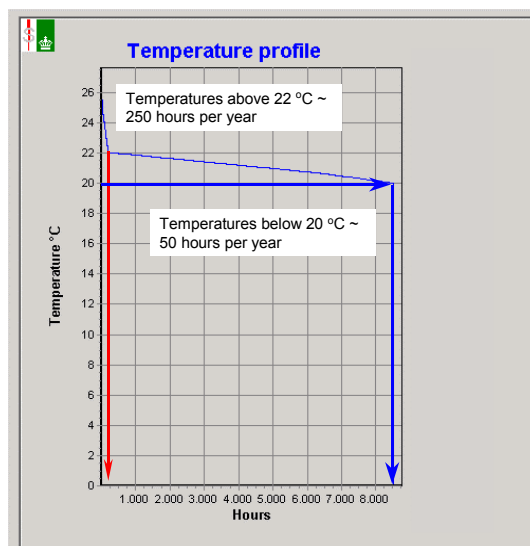 Temperature profile
Temperatures above 22 ºC ~
250 hours per year
Temperatures below 20 ºC ~
50 hours per year
Temperature °C
26
24
22
20
18
16
14
12
10
8
6
4
2
0
1.000 2.000 3.000 4.000 5.000 6.000 7.000 8.000
Hours